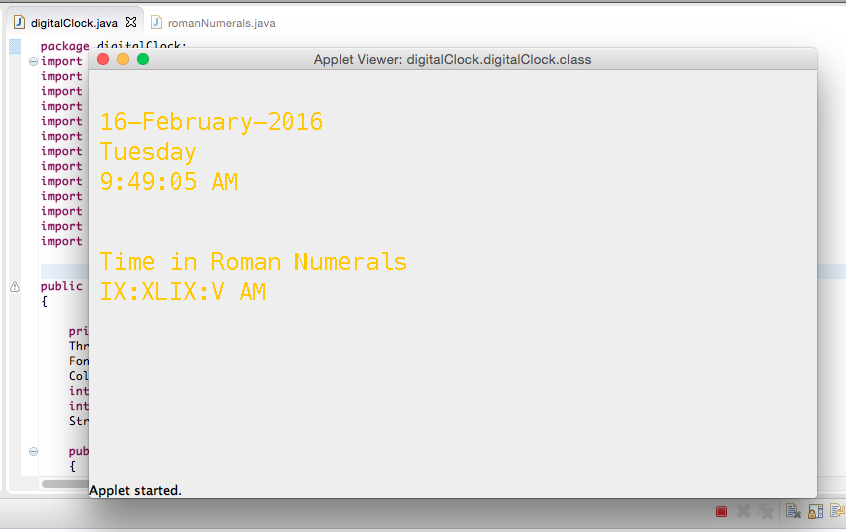 digitalClock.java
romanNumerals.java
package digitalClock;
import
import
import
import
import
import
import
import
import
import
import
import
import
public
{
pri
Thr
Fon
Col
int
int
Str
pub
{
Applet Viewer: digitalClock.digitalClock.class
16-February-2016
Tuesday
9:49:05 AM
Time in Roman Numerals
IX:XLIX:V AM
Applet started.